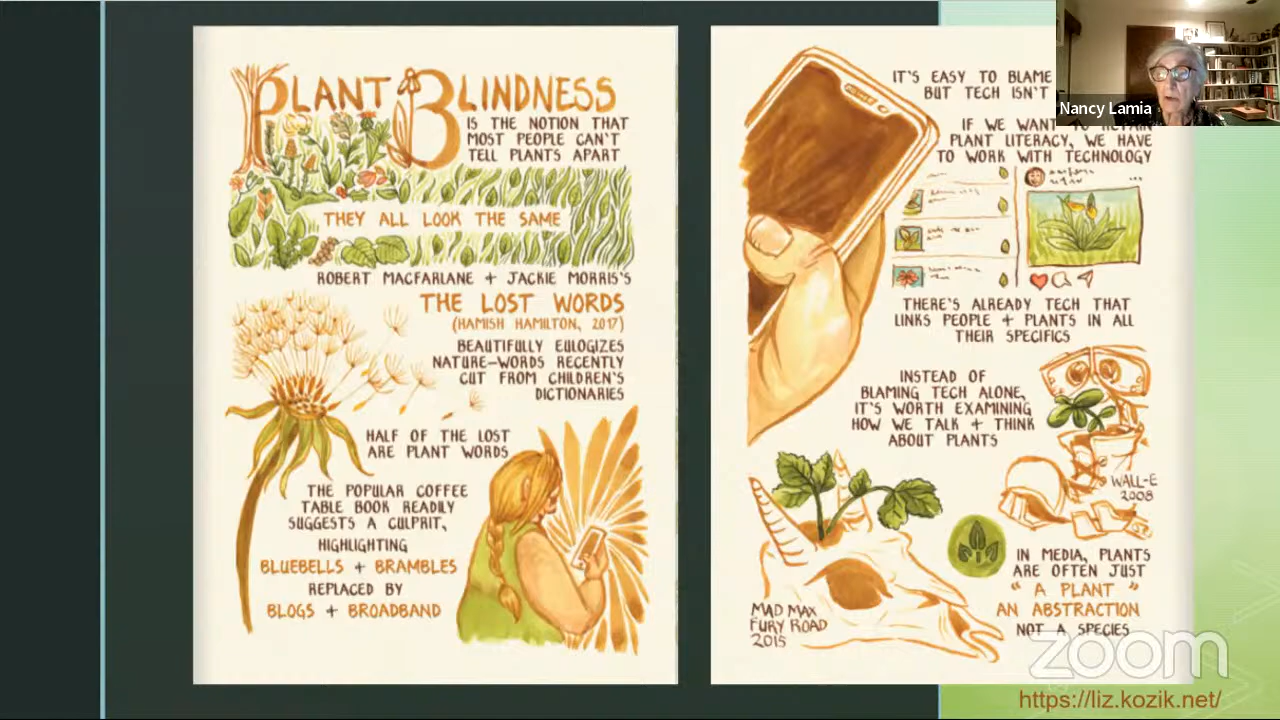 PLANT BLINDNESS
IS THE NOTION THAT
MOST PEOPLE CAN'T
TELL PLANTS APART
THEY ALL LOOK THE SAME
ROBERT MACFARLANE + JACKIE MORRIS'S
THE LOST WORDS
(HAMISH HAMILTON, 2017)
BEAUTIFULLY EULOGIZES
NATURE-WORDS RECENTLY
CUT FROM CHILDREN'S
DICTIONARIES
HALF OF THE LOST
ARE PLANT WORDS
THE POPULAR COFFEE
TABLE BOOK READILY
SUGGESTS A CULPRIT,
HIGHLIGHTING
BLUEBELLS + BRAMBLES
REPLACED BY
BLOGS + BROADBAND
IT'S EASY TO BLAME
BUT TECH ISN'T
IF WE WANT TO RETAIN
PLANT LITERACY, WE HAVE
TO WORK WITH TECHNOLOGY
THERE'S ALREADY TECH THAT
LINKS PEOPLE + PLANTS IN ALL
THEIR SPECIFICS
INSTEAD OF
BLAMING TECH ALONE,
IT'S WORTH EXAMINING
HOW WE TALK + THINK
ABOUT PLANTS
WALL-E
2008
MAD MAX
FURY ROAD
2015
IN MEDIA, PLANTS
ARE OFTEN JUST
"A PLANT"
AN ABSTRACTION
NOT A SPECIES
Nancy Lamia
zoom
https://liz.kozik.net/